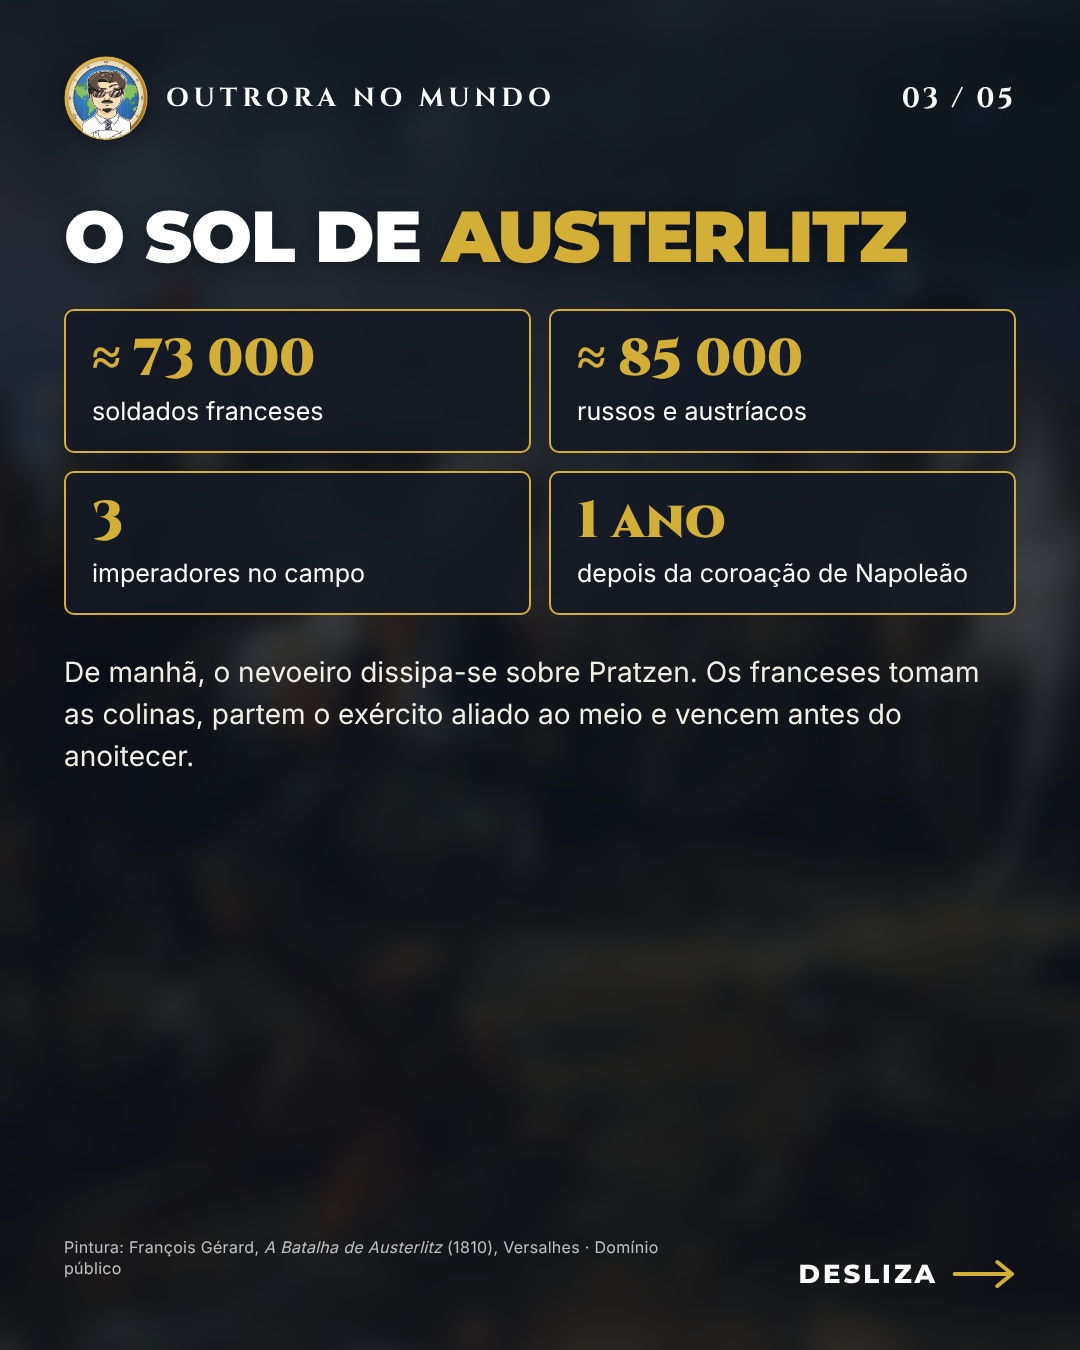 OUTRORA NO MUNDO
03 / 05
O SOL DE AUSTERLITZ
≈ 73 000
soldados franceses
≈ 85 000
russos e austríacos
3
imperadores no campo
1 ANO
depois da coroação de Napoleão
De manhã, o nevoeiro dissipa-se sobre Pratzen. Os franceses tomam
as colinas, partem o exército aliado ao meio e vencem antes do
anoitecer.
Pintura: François Gérard, A Batalha de Austerlitz (1810), Versalhes · Domínio
público
DESLIZA